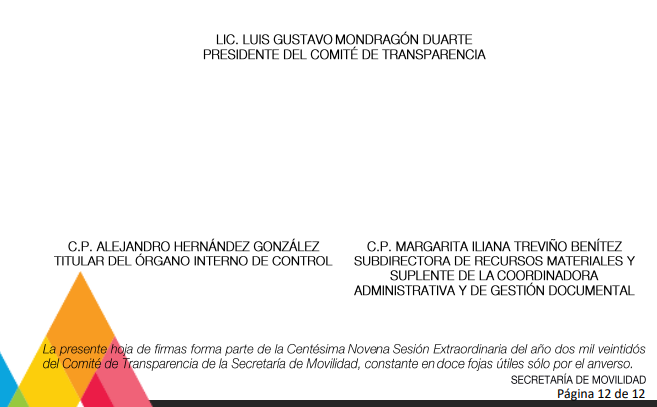 LIC. LUIS GUSTAVO MONDRAGÓN DUARTE
PRESIDENTE DEL COMITÉ DE TRANSPARENCIA
C.P. ALEJANDRO HERNÁNDEZ GONZÁLEZ
TITULAR DEL ÓRGANO INTERNO DE CONTROL
C.P. MARGARITA ILIANA TREVIÑO BENÍTEZ
SUBDIRECTORA DE RECURSOS MATERIALES Y
SUPLENTE DE LA COORDINADORA
ADMINISTRATIVA Y DE GESTIÓN DOCUMENTAL
La presente hoja de firmas forma parte de la Centésima Novena Sesión Extraordinaria del año dos mil veintidós
del Comité de Transparencia de la Secretaría de Movilidad, constante en doce fojas útiles sólo por el anverso.
SECRETARÍA DE MOVILIDAD
Página 12 de 12